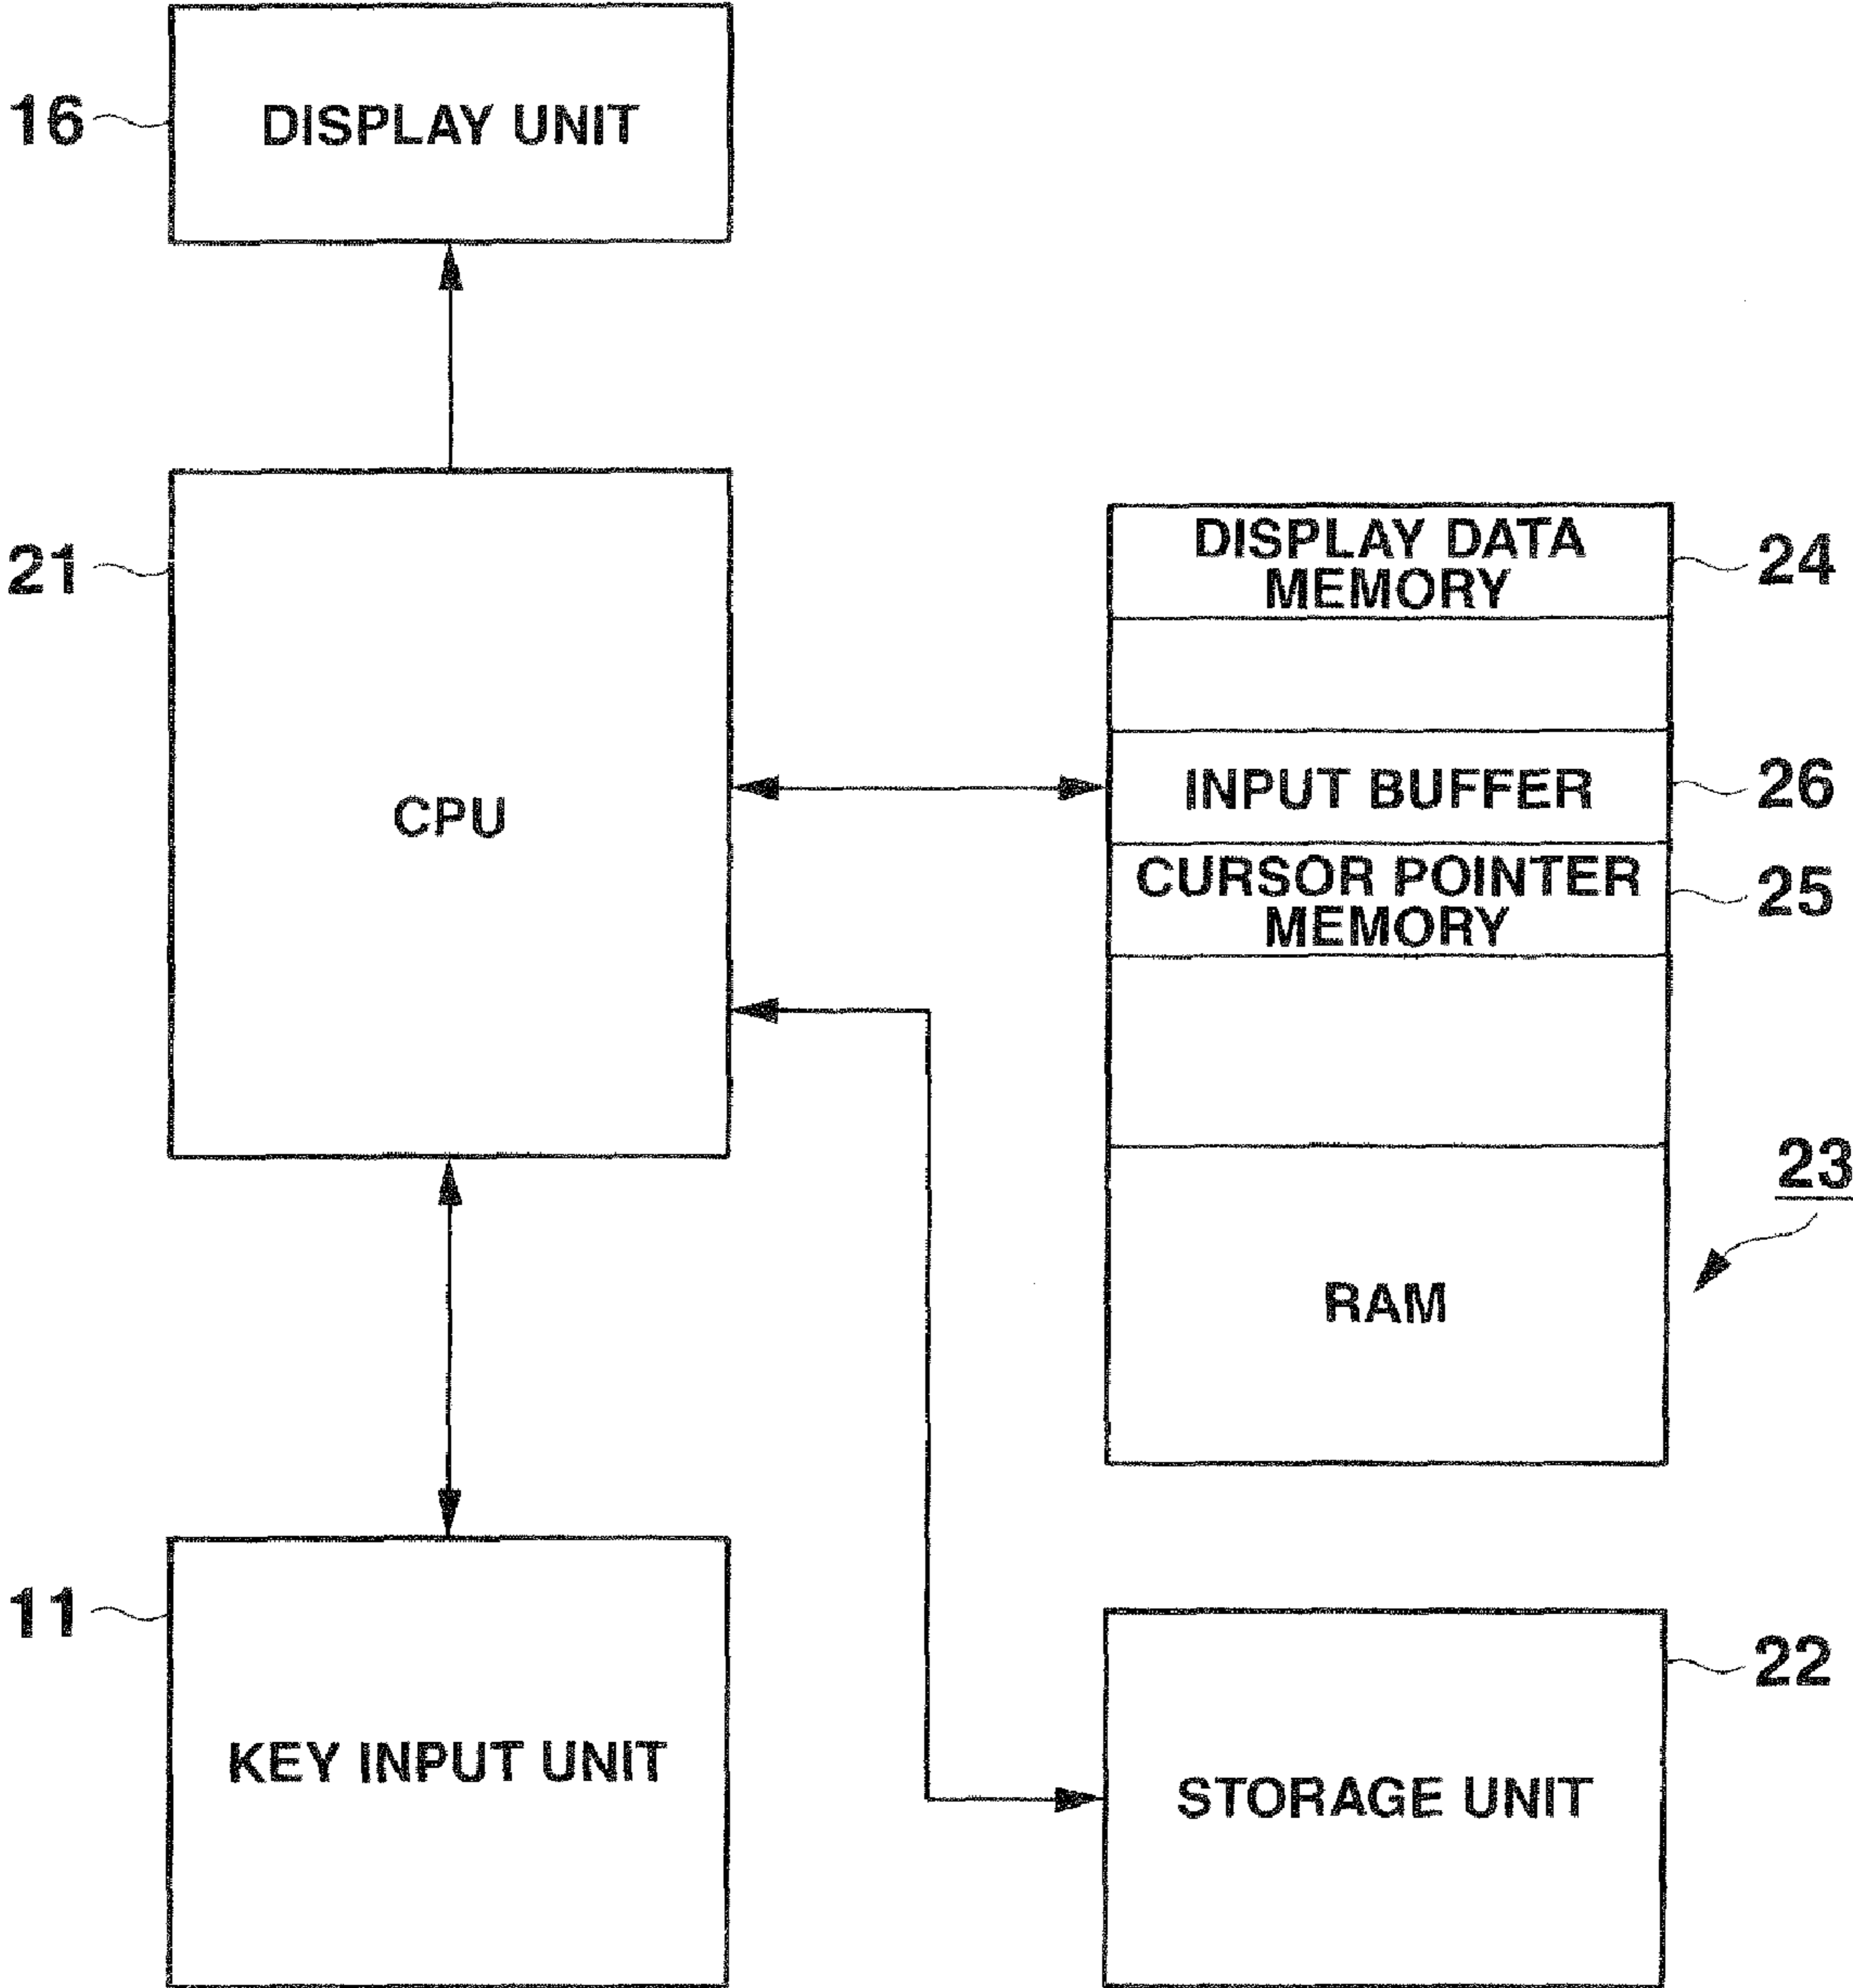 16
DISPLAY UNIT
21
CPU
DISPLAY DATA
MEMORY
24
INPUT BUFFER
26
CURSOR POINTER
MEMORY
25
23
RAM
11
KEY INPUT UNIT
22
STORAGE UNIT